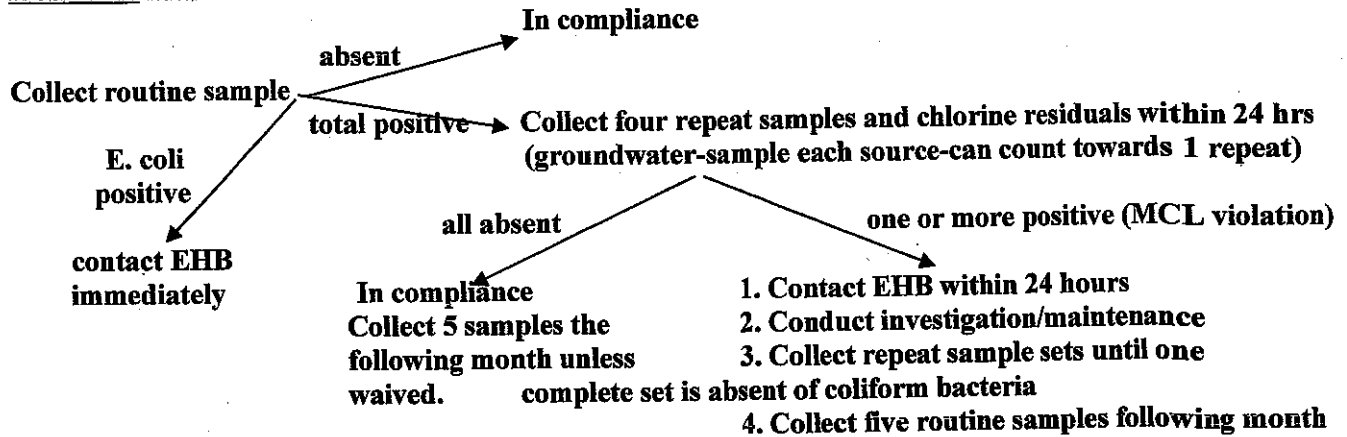 In compliance
absent
Collect routine sample
total positive
Collect four repeat samples and chlorine residuals within 24 hrs
(groundwater-sample each source-can count towards 1 repeat)
E. coli
positive
contact EHB
immediately
all absent
one or more positive (MCL violation)
In compliance
Collect 5 samples the
following month unless
waived.
1. Contact EHB within 24 hours
2. Conduct investigation/maintenance
3. Collect repeat sample sets until one
complete set is absent of coliform bacteria
4. Collect five routine samples following month